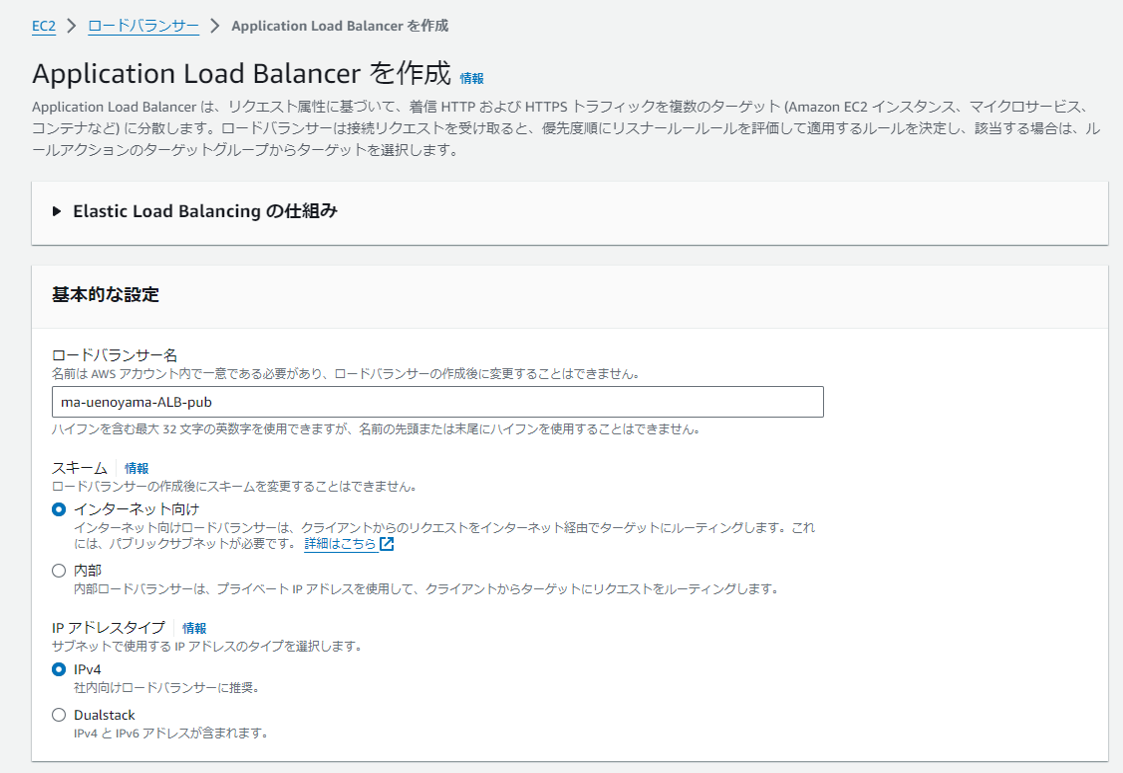 EC2 > ロードバランサー > Application Load Balancer を作成
Application Load Balancer を作成 情報
Application Load Balancer は、リクエスト属性に基づいて、着信 HTTP および HTTPS トラフィックを複数のターゲット (Amazon EC2 インスタンス、マイクロサービス、
コンテナなど) に分散します。ロードバランサーは接続リクエストを受け取ると、優先度順にリスナールールルールを評価して適用するルールを決定し、該当する場合は、ル
ールアクションのターゲットグループからターゲットを選択します。
Elastic Load Balancing の仕組み
基本的な設定
ロードバランサー名
名前は AWS アカウント内で一意である必要があり、ロードバランサーの作成後に変更することはできません。
ma-uenoyama-ALB-pub
ハイフンを含む最大 32 文字の英数字を使用できますが、名前の先頭または末尾にハイフンを使用することはできません。
スキーム 情報
ロードバランサーの作成後にスキームを変更することはできません。
インターネット向け
インターネット向けロードバランサーは、クライアントからのリクエストをインターネット経由でターゲットにルーティングします。これ
には、パブリックサブネットが必要です。 詳細はこちら
内部
内部ロードバランサーは、プライベート IP アドレスを使用して、クライアントからターゲットにリクエストをルーティングします。
IP アドレスタイプ 情報
サブネットで使用する IP アドレスのタイプを選択します。
IPv4
社内向けロードバランサーに推奨。
Dualstack
IPv4 と IPv6 アドレスが含まれます。